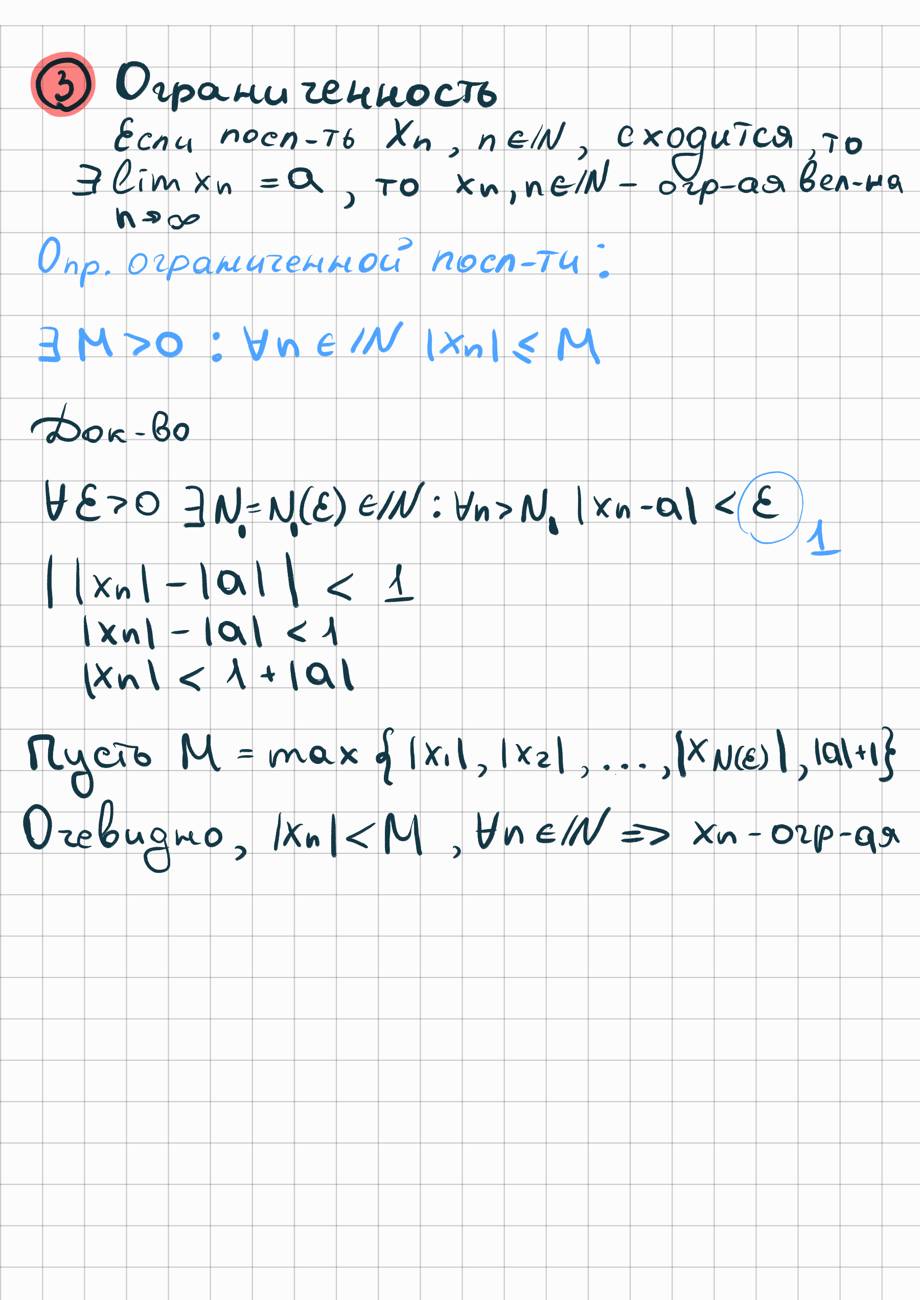 ③ Ограниченность
Если посл-ть Xn, n∈ℕ, сходится, то
∃ lim xn = a, то xn, n∈ℕ - огр-ая вел-на
n→∞
Опр. ограниченной посл-ти:
∃ M > 0 : ∀n ∈ ℕ |xn| ≤ M
Док-во
∀ ε > 0 ∃ N₁ = N₁(ε) ∈ ℕ : ∀n > N₁ |xn - a| < ε
1
| |xn| - |a| | < 1
|xn| - |a| < 1
|xn| < 1 + |a|
Пусть M = max {|x₁|, |x₂|, ..., |x_N(ε)|, |a|+1}
Очевидно, |xn| < M, ∀n ∈ ℕ => xn - огр-ая